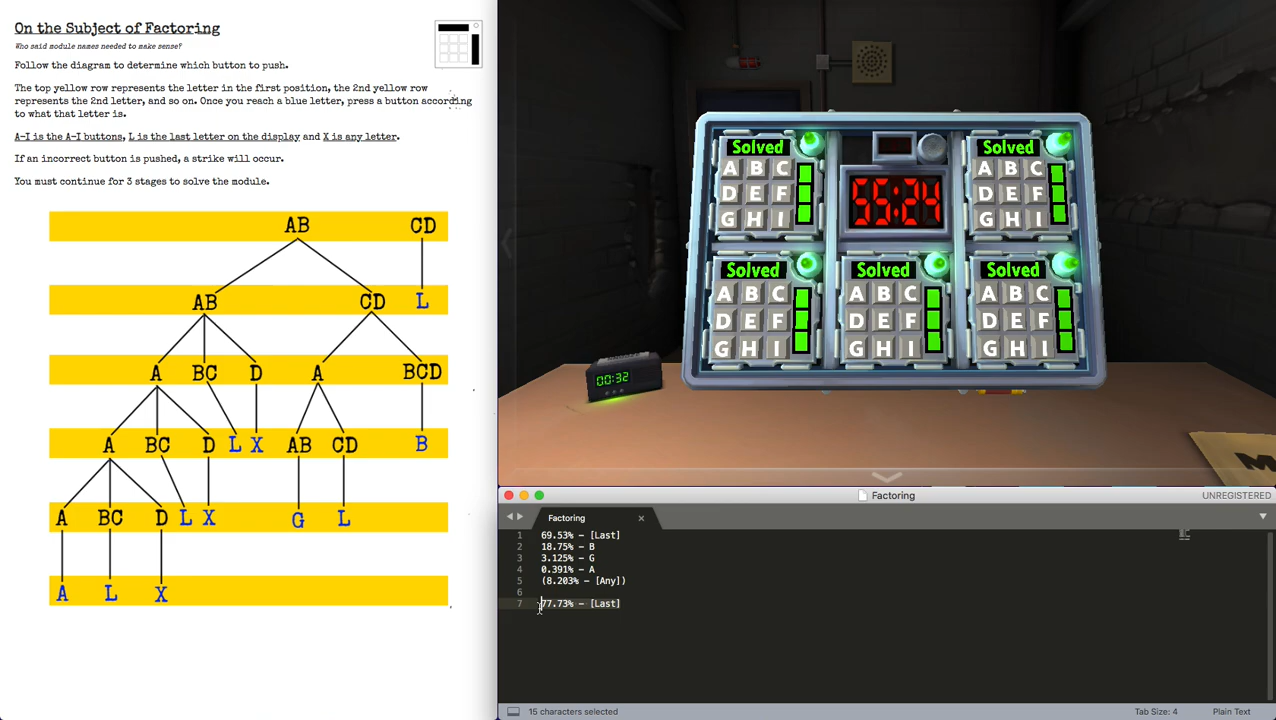 On the Subject of Factoring
Who said module names needed to make sense?
Follow the diagram to determine which button to push.
The top yellow row represents the letter in the first position, the 2nd yellow row
represents the 2nd letter, and so on. Once you reach a blue letter, press a button according
to what that letter is.
A-I is the A-I buttons, L is the last letter on the display and X is any letter.
If an incorrect button is pushed, a strike will occur.
You must continue for 3 stages to solve the module.
AB CD
AB CD L
A BC D A BCD
A BC D L X AB CD B
A BC D L X G L
A L X
Solved
A B C
D E F
G H I
55:24
Solved
A B C
D E F
G H I
Solved
A B C
D E F
G H I
Solved
A B C
D E F
G H I
Solved
A B C
D E F
G H I
00:32
M
Factoring
UNREGISTERED
Factoring
1 69.53% – [Last]
2 18.75% – B
3 3.125% – G
4 0.391% – A
5 (8.203% – [Any])
6
7 77.73% – [Last]
15 characters selected
Tab Size: 4
Plain Text